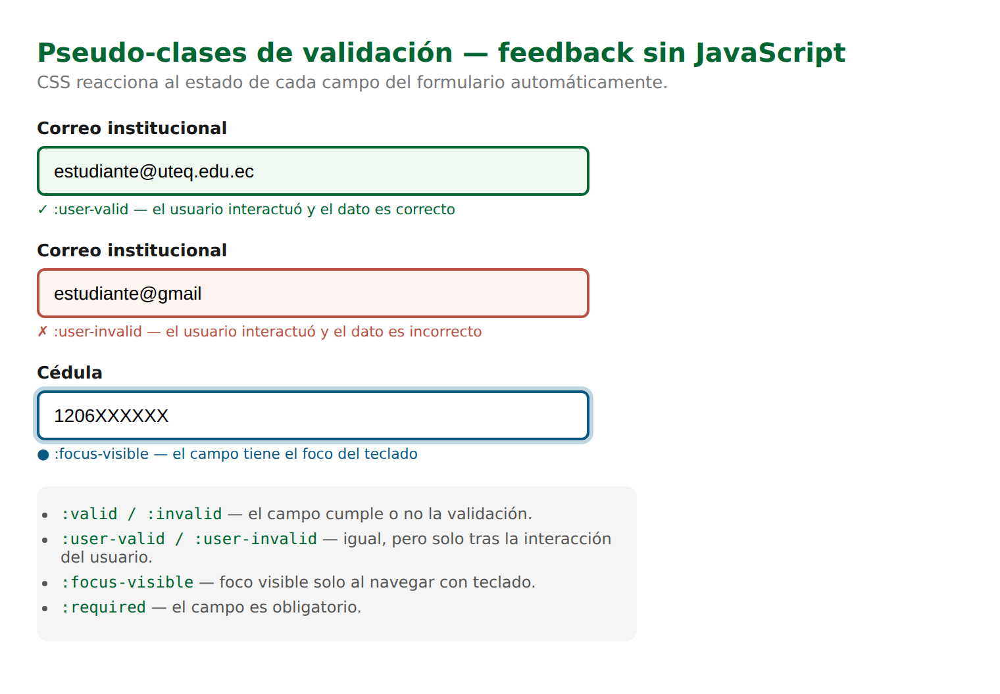 Pseudo-clases de validación — feedback sin JavaScript
CSS reacciona al estado de cada campo del formulario automáticamente.
Correo institucional
estudiante@uteq.edu.ec
✓ :user-valid — el usuario interactuó y el dato es correcto
Correo institucional
estudiante@gmail
✗ :user-invalid — el usuario interactuó y el dato es incorrecto
Cédula
1206XXXXXX
● :focus-visible — el campo tiene el foco del teclado
• :valid / :invalid — el campo cumple o no la validación.
• :user-valid / :user-invalid — igual, pero solo tras la interacción
del usuario.
• :focus-visible — foco visible solo al navegar con teclado.
• :required — el campo es obligatorio.